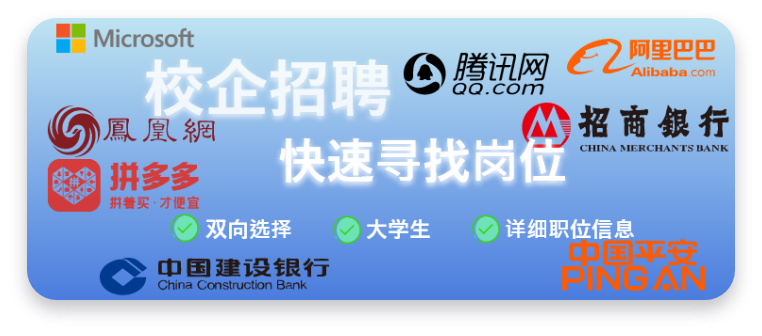 Microsoft
校企招聘
腾讯网
QQ.com
阿里巴巴
Alibaba.com
鳳凰網
招商銀行
CHINA MERCHANTS BANK
快速寻找岗位
拼多多
拼着买·才便宜
双向选择
大学生
详细职位信息
中国平安
PING AN
中国建设银行
China Construction Bank